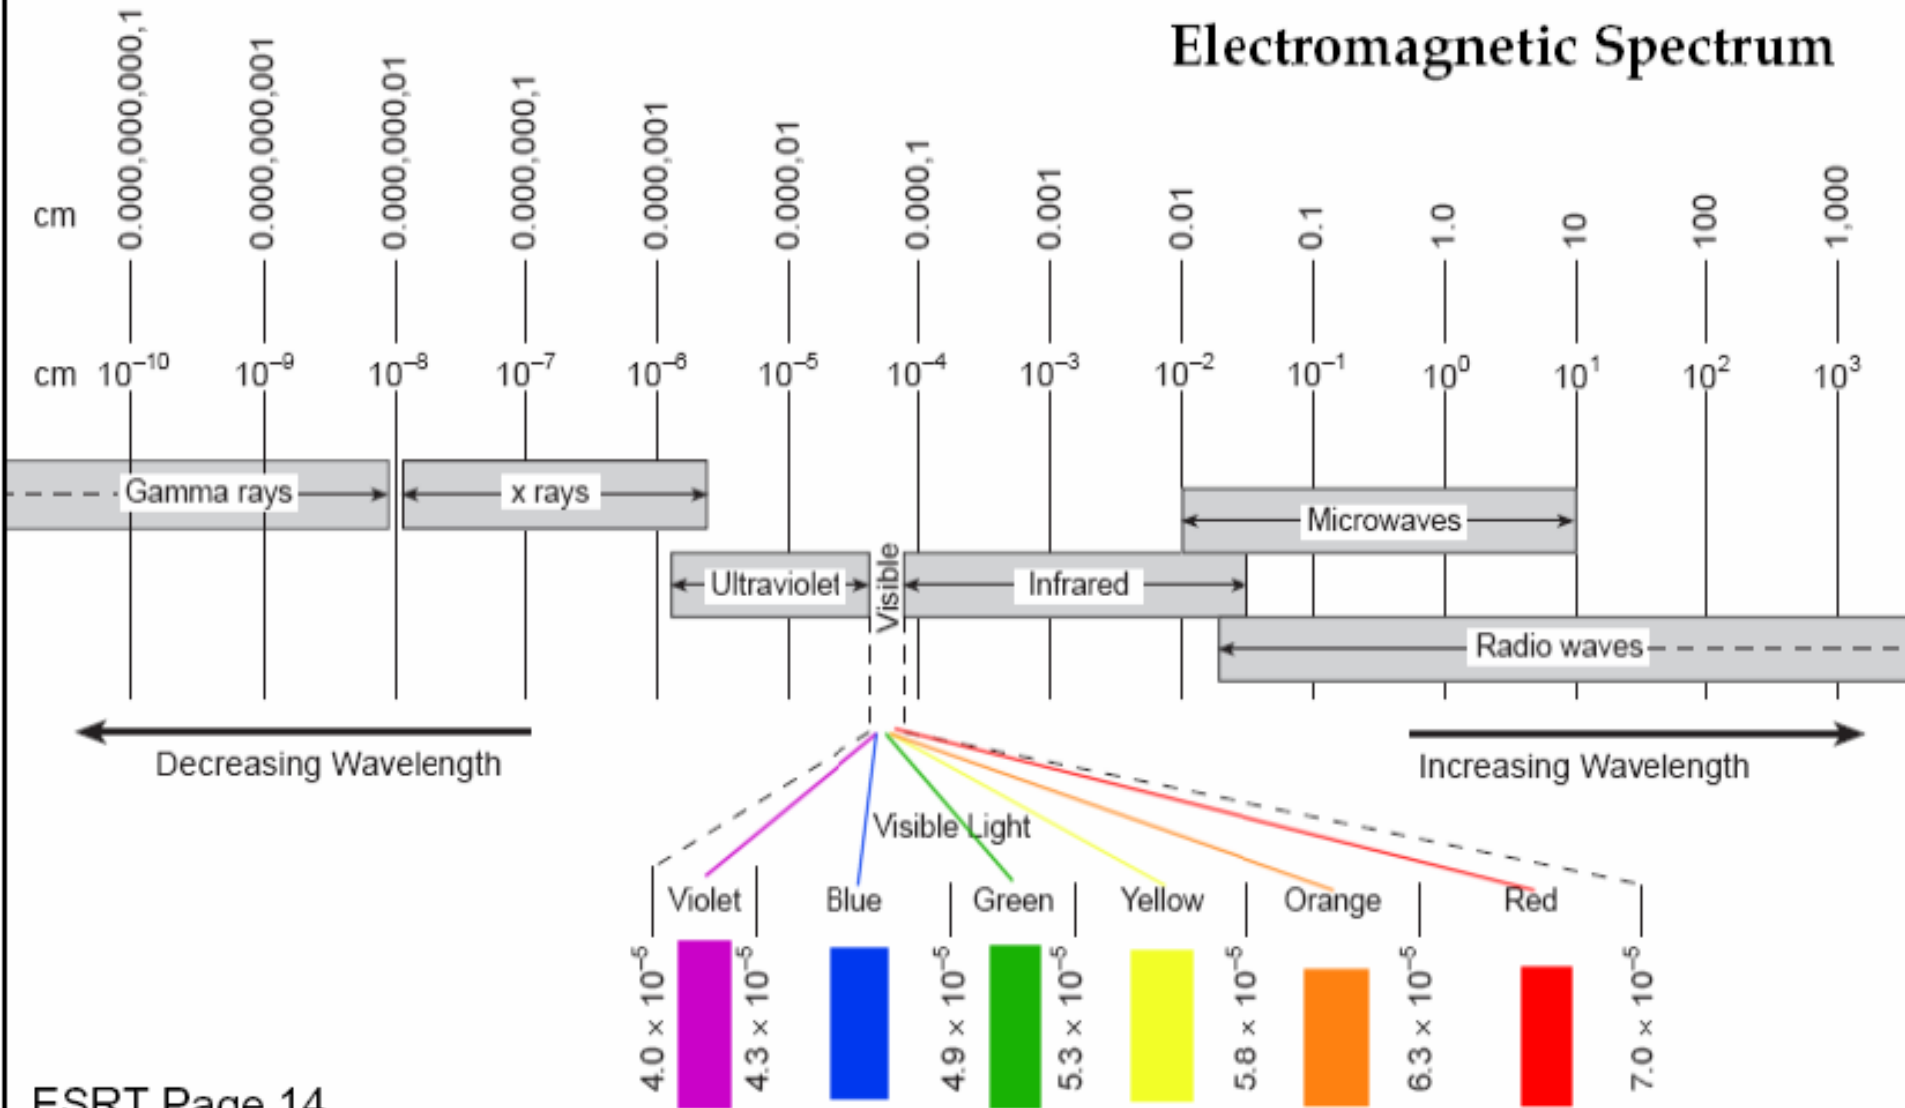 Electromagnetic Spectrum
cm 0.000,000,000,1 0.000,000,001 0.000,000,01 0.000,000,1 0.000,001 0.000,01 0.000,1 0.001 0.01 0.1 1.0 10 100 1,000
cm 10⁻¹⁰ 10⁻⁹ 10⁻⁸ 10⁻⁷ 10⁻⁶ 10⁻⁵ 10⁻⁴ 10⁻³ 10⁻² 10⁻¹ 10⁰ 10¹ 10² 10³
Gamma rays x rays Microwaves
Ultraviolet Visible Infrared
Radio waves
Decreasing Wavelength Increasing Wavelength
Visible Light
Violet Blue Green Yellow Orange Red
4.0 × 10⁻⁵ 4.3 × 10⁻⁵ 4.9 × 10⁻⁵ 5.3 × 10⁻⁵ 5.8 × 10⁻⁵ 6.3 × 10⁻⁵ 7.0 × 10⁻⁵
ESRT Page 14